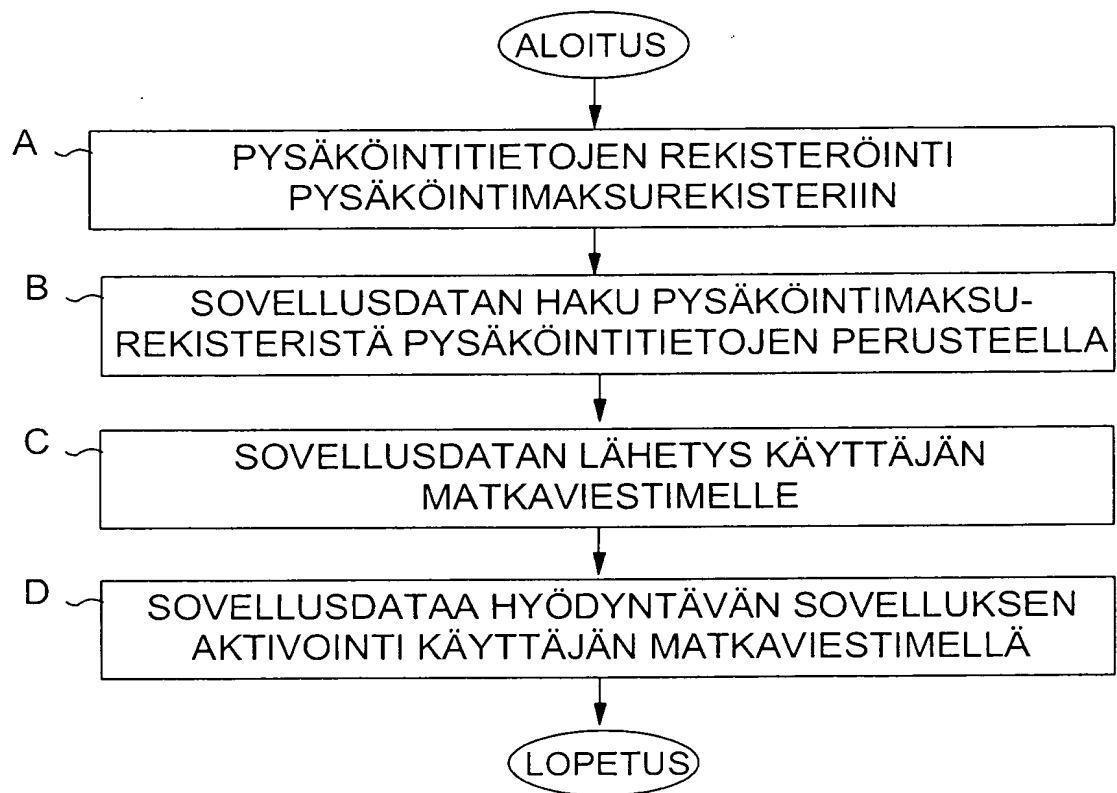 ALOITUS
A
PYSÄKÖINTITIETOJEN REKISTERÖINTI
PYSÄKÖINTIMAKSUREKISTERIIN
B
SOVELLUSDATAN HAKU PYSÄKÖINTIMAKSU-
REKISTERISTÄ PYSÄKÖINTITIETOJEN PERUSTEELLA
C
SOVELLUSDATAN LÄHETYS KÄYTTÄJÄN
MATKAVIESTIMELLE
D
SOVELLUSDATAA HYÖDYNTÄVÄN SOVELLUKSEN
AKTIVOINTI KÄYTTÄJÄN MATKAVIESTIMELLÄ
LOPETUS